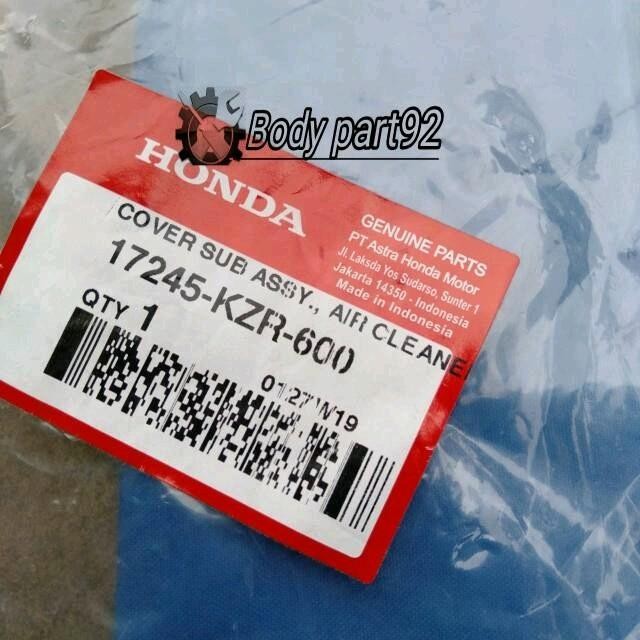 Body part92
HONDA
GENUINE PARTS
PT Astra Honda Motor
Jl. Laksda Yos Sudarso, Sunter 1
Jakarta 14350 - Indonesia
Made in Indonesia
COVER SUB ASSY., AIR CLEANE
17245-KZR-600
QTY 1
0127W19